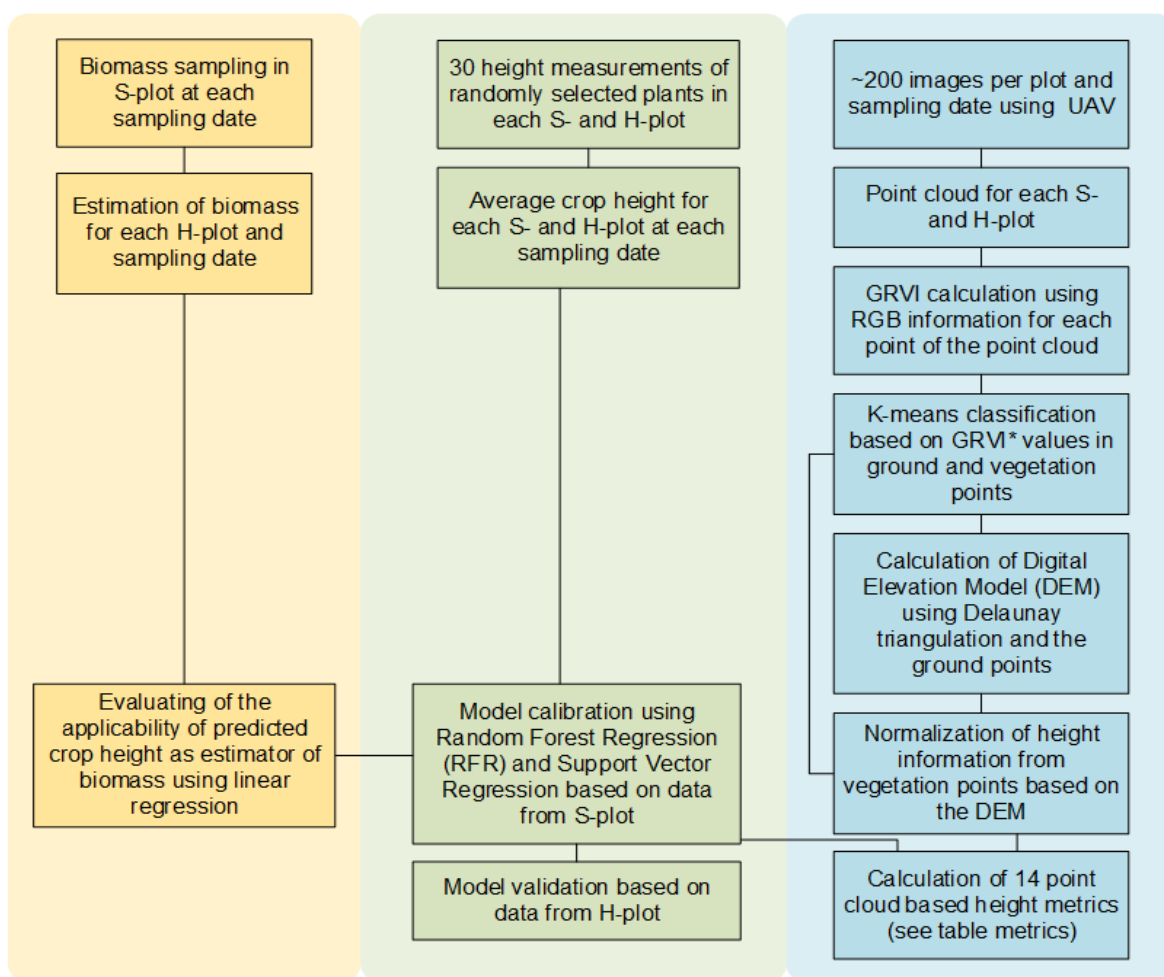 Biomass sampling in
S-plot at each
sampling date
Estimation of biomass
for each H-plot and
sampling date
Evaluating of the
applicability of predicted
crop height as estimator of
biomass using linear
regression
30 height measurements of
randomly selected plants in
each S- and H-plot
Average crop height for
each S- and H-plot at each
sampling date
Model calibration using
Random Forest Regression
(RFR) and Support Vector
Regression based on data
from S-plot
Model validation based on
data from H-plot
~200 images per plot and
sampling date using UAV
Point cloud for each S-
and H-plot
GRVI calculation using
RGB information for each
point of the point cloud
K-means classification
based on GRVI* values in
ground and vegetation
points
Calculation of Digital
Elevation Model (DEM)
using Delaunay
triangulation and the
ground points
Normalization of height
information from
vegetation points based on
the DEM
Calculation of 14 point
cloud based height metrics
(see table metrics)